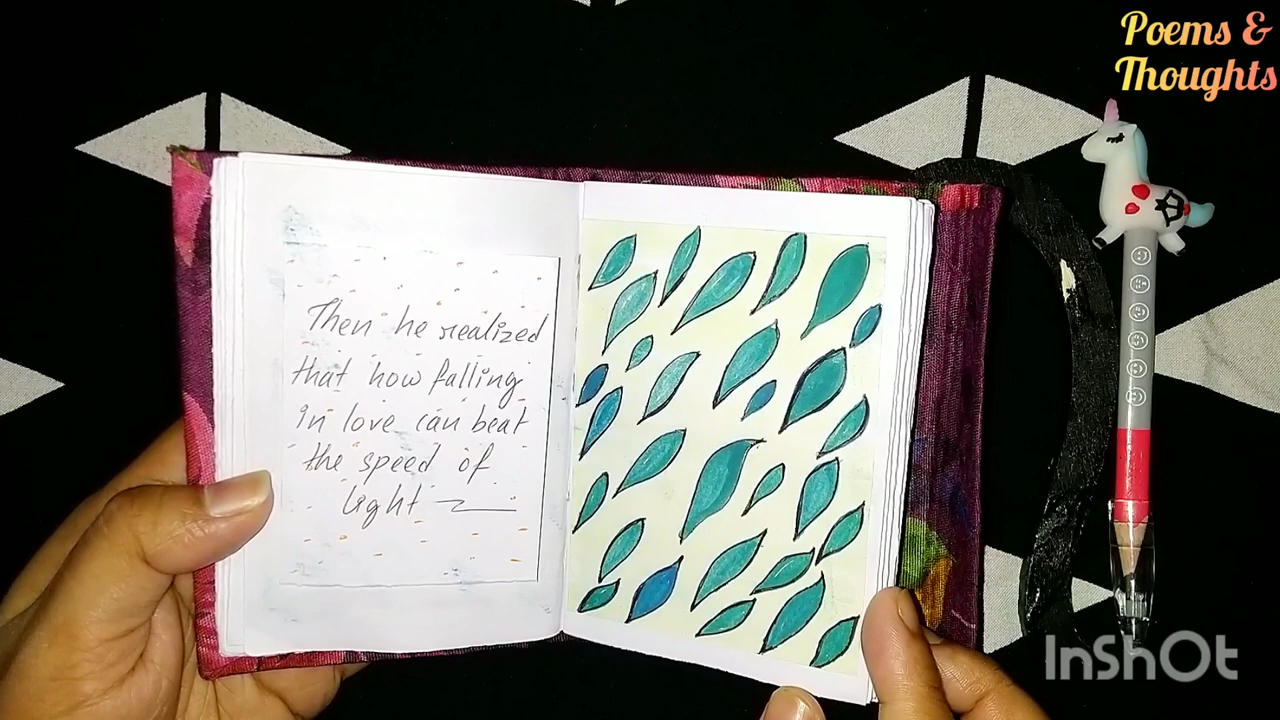 Poems &
Thoughts
Then he realized
that how falling
in love can beat
the speed of
light
InShOt